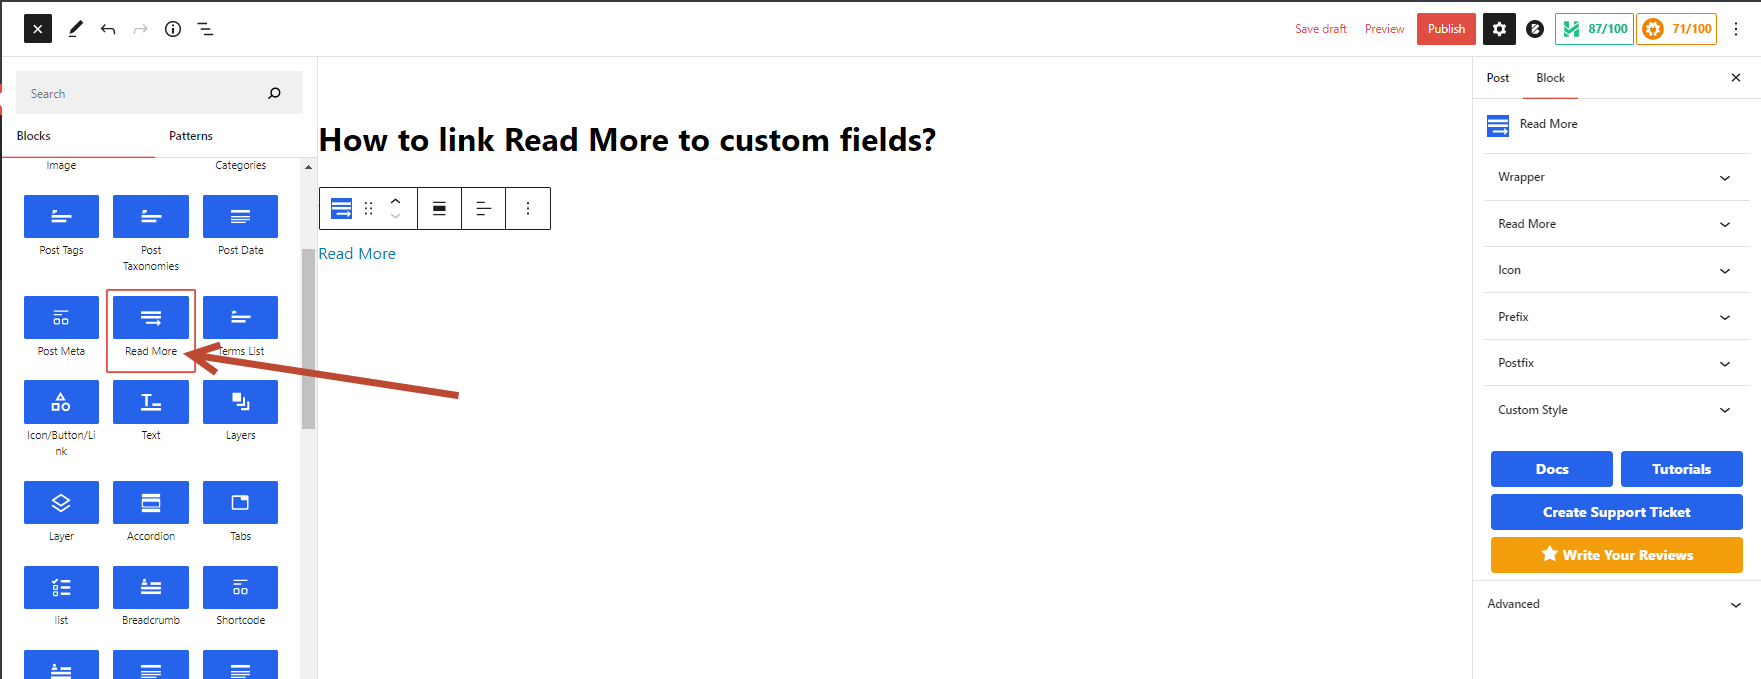 Save draft
Preview
Publish
87/100
71/100
Search
Blocks
Patterns
Image
Categories
Post Tags
Post
Taxonomies
Post Date
Post Meta
Read More
Terms List
Icon/Button/Li
nk
Text
Layers
Layer
Accordion
Tabs
list
Breadcrumb
Shortcode
How to link Read More to custom fields?
Read More
Post
Block
Read More
Wrapper
Read More
Icon
Prefix
Postfix
Custom Style
Docs
Tutorials
Create Support Ticket
Write Your Reviews
Advanced